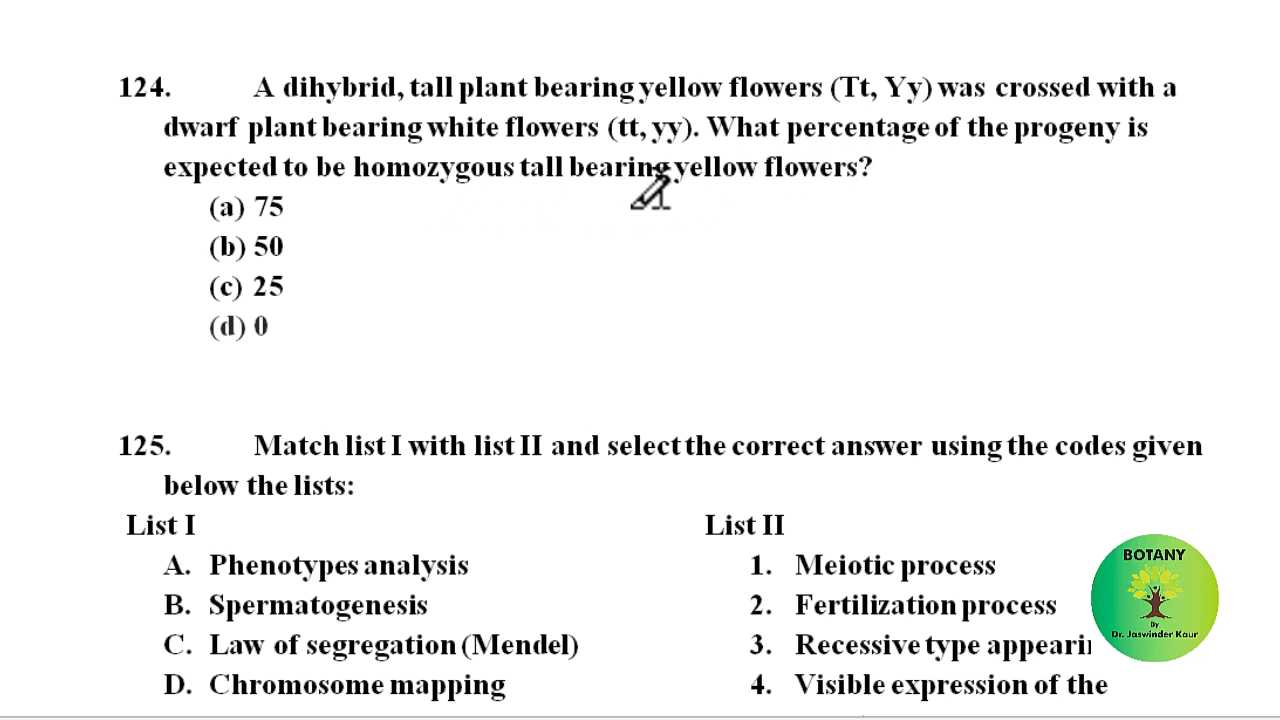 124. A dihybrid, tall plant bearing yellow flowers (Tt, Yy) was crossed with a
dwarf plant bearing white flowers (tt, yy). What percentage of the progeny is
expected to be homozygous tall bearing yellow flowers?
(a) 75
(b) 50
(c) 25
(d) 0
125. Match list I with list II and select the correct answer using the codes given
below the lists:
List I List II
A. Phenotypes analysis 1. Meiotic process
B. Spermatogenesis 2. Fertilization process
C. Law of segregation (Mendel) 3. Recessive type
D. Chromosome mapping 4. Visible expression of the
BOTANY
By
Dr. Jaswinder Kaur